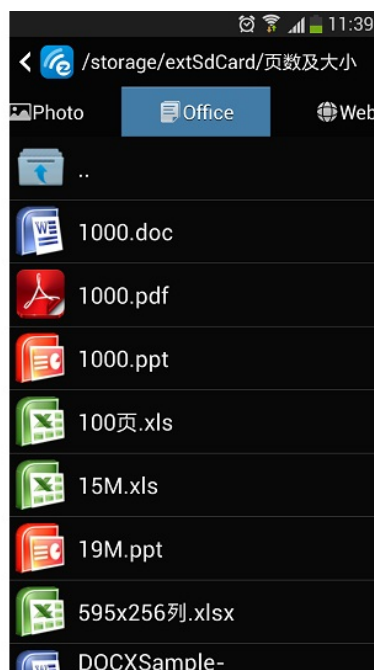 11:39
/storage/extSdCard/页数及大小
Photo Office Web
..
1000.doc
1000.pdf
1000.ppt
100页.xls
15M.xls
19M.ppt
595x256列.xlsx
DOCXSample-